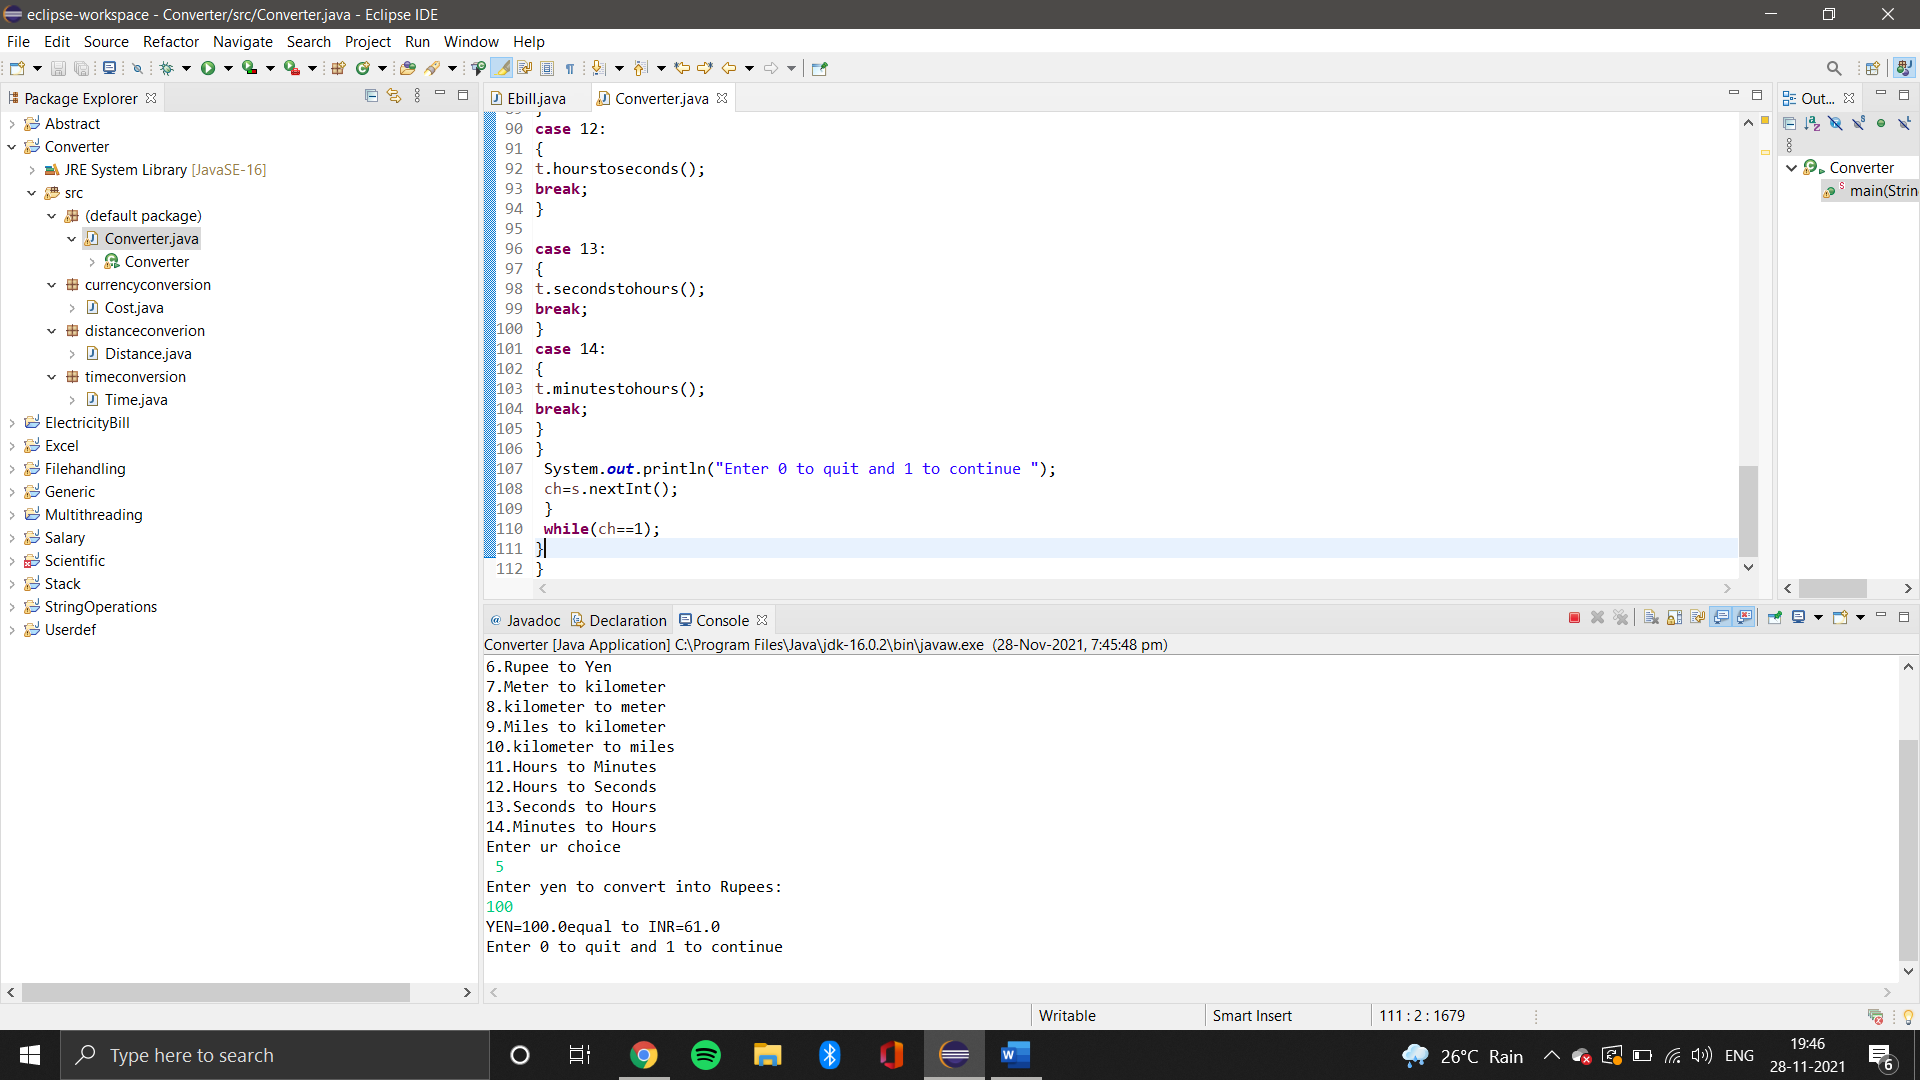 eclipse-workspace - Converter/src/Converter.java - Eclipse IDE
File Edit Source Refactor Navigate Search Project Run Window Help
Package Explorer
Abstract
Converter
JRE System Library [JavaSE-16]
src
(default package)
Converter.java
Converter
currencyconversion
Cost.java
distanceconverion
Distance.java
timeconversion
Time.java
ElectricityBill
Excel
Filehandling
Generic
Multithreading
Salary
Scientific
Stack
StringOperations
Userdef
Ebill.java Converter.java
90 case 12:
91 {
92 t.hourstoseconds();
93 break;
94 }
95
96 case 13:
97 {
98 t.secondstohours();
99 break;
100 }
101 case 14:
102 {
103 t.minutestohours();
104 break;
105 }
106 }
107 System.out.println("Enter 0 to quit and 1 to continue ");
108 ch=s.nextInt();
109 }
110 while(ch==1);
111 }
112 }
Out...
Converter
main(Strin
@ Javadoc Declaration Console
Converter [Java Application] C:\Program Files\Java\jdk-16.0.2\bin\javaw.exe (28-Nov-2021, 7:45:48 pm)
6.Rupee to Yen
7.Meter to kilometer
8.kilometer to meter
9.Miles to kilometer
10.kilometer to miles
11.Hours to Minutes
12.Hours to Seconds
13.Seconds to Hours
14.Minutes to Hours
Enter ur choice
5
Enter yen to convert into Rupees:
100
YEN=100.0equal to INR=61.0
Enter 0 to quit and 1 to continue
Writable Smart Insert 111 : 2 : 1679
Type here to search
26°C Rain
ENG
19:46
28-11-2021
6